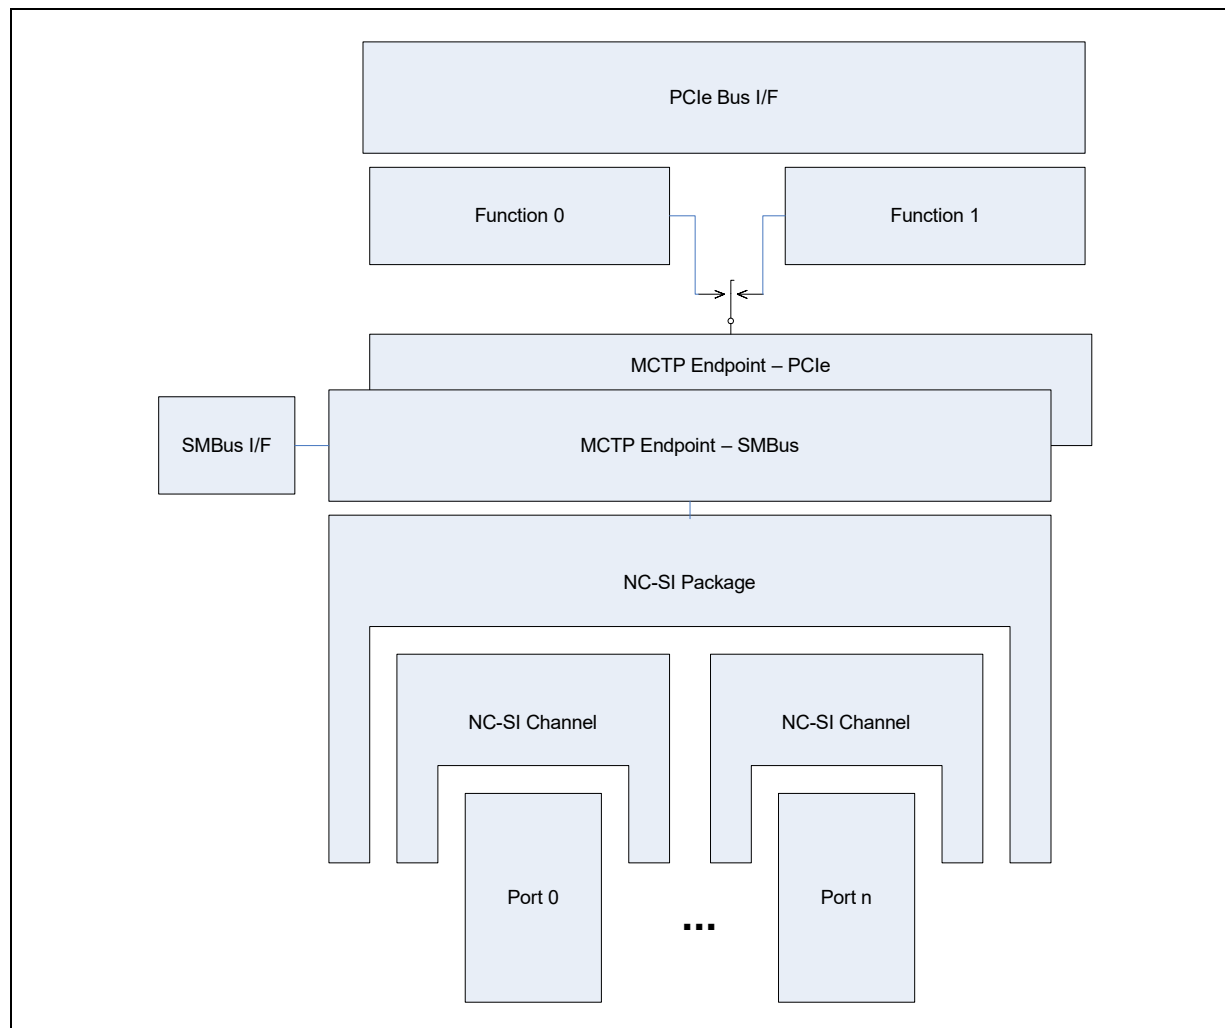 PCIe Bus I/F
Function 0
Function 1
MCTP Endpoint – PCIe
SMBus I/F
MCTP Endpoint – SMBus
NC-SI Package
NC-SI Channel
NC-SI Channel
Port 0
...
Port n